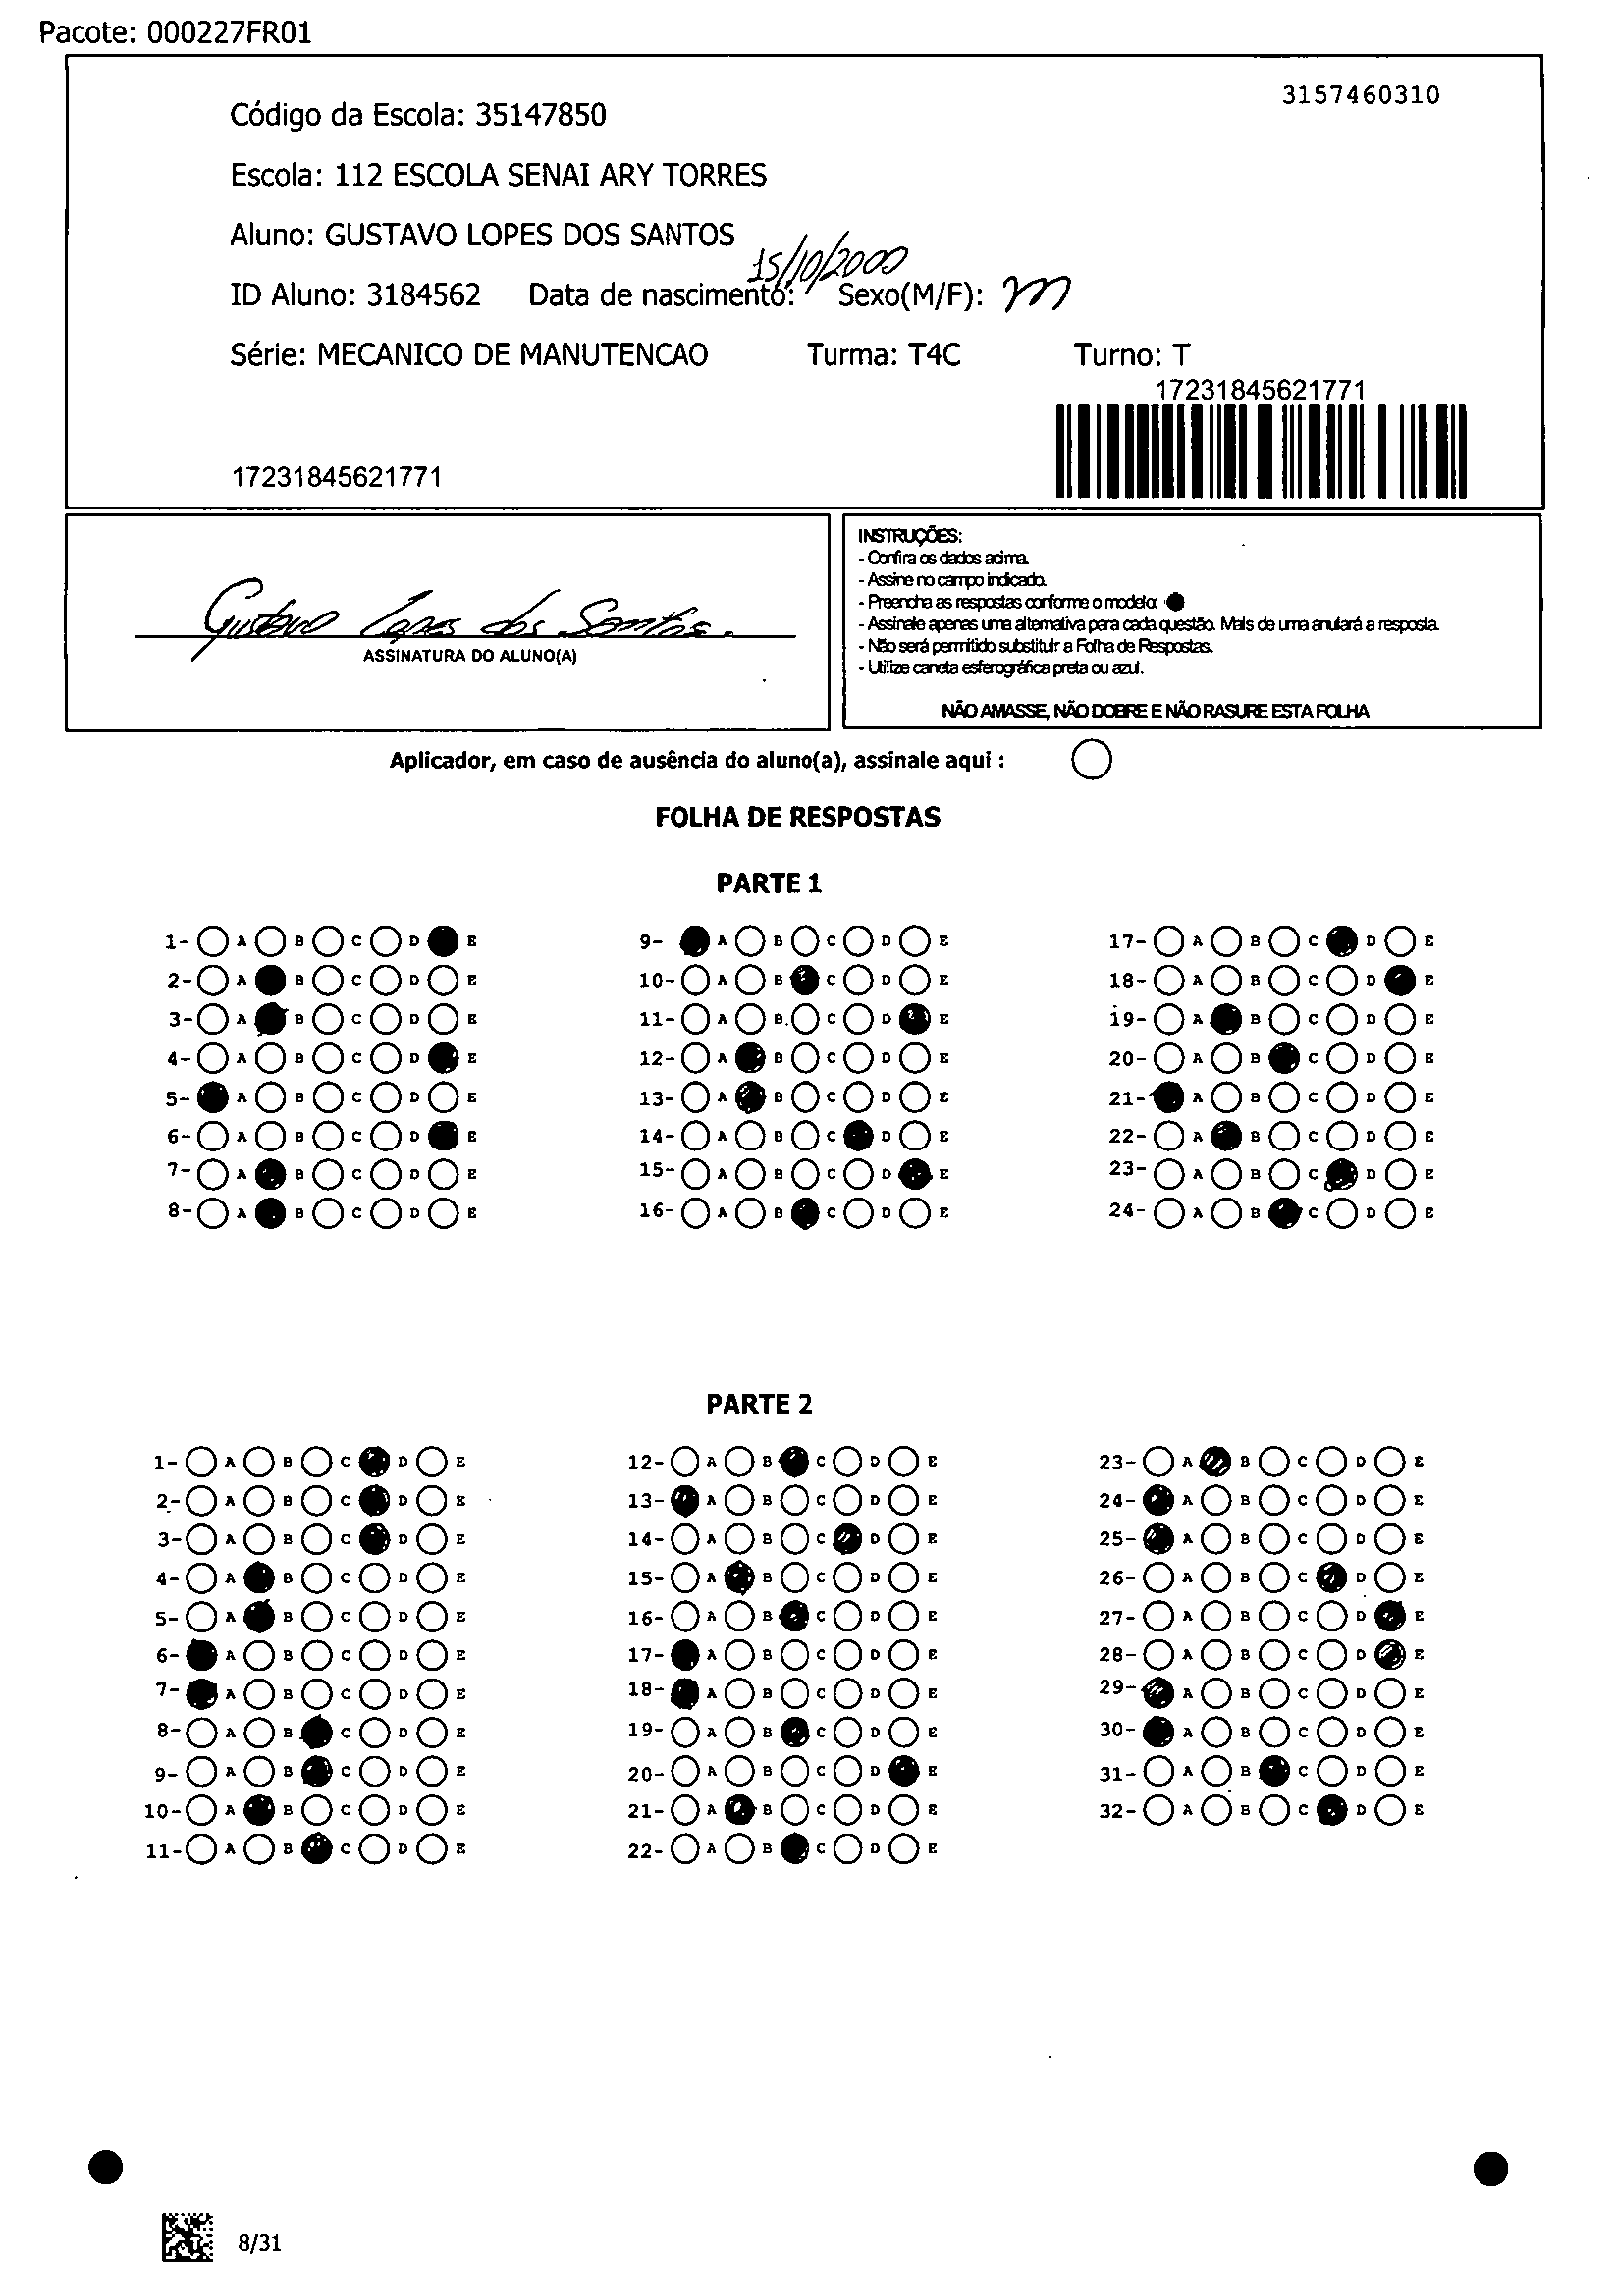 Pacote: 000227FR01
3157460310
Código da Escola: 35147850
Escola: 112 ESCOLA SENAI ARY TORRES
Aluno: GUSTAVO LOPES DOS SANTOS
ID Aluno: 3184562 Data de nascimento: 15/10/2000 Sexo(M/F): m
Série: MECANICO DE MANUTENCAO Turma: T4C Turno: T
17231845621771
17231845621771
Gustavo Lopes dos Santos.
ASSINATURA DO ALUNO(A)
INSTRUÇÕES:
- Confira os dados acima.
- Assine no campo indicado.
- Preencha as respostas conforme o modelo:
- Assinale apenas uma alternativa para cada questão. Mais de uma anulará a resposta.
- Não será permitido substituir a Folha de Respostas.
- Utilize caneta esferográfica preta ou azul.
NÃO AMASSE, NÃO DOBRE E NÃO RASURE ESTA FOLHA
Aplicador, em caso de ausência do aluno(a), assinale aqui :
FOLHA DE RESPOSTAS
PARTE 1
1- A B C D E 9- A B C D E 17- A B C D E
2- A B C D E 10- A B C D E 18- A B C D E
3- A B C D E 11- A B C D E 19- A B C D E
4- A B C D E 12- A B C D E 20- A B C D E
5- A B C D E 13- A B C D E 21- A B C D E
6- A B C D E 14- A B C D E 22- A B C D E
7- A B C D E 15- A B C D E 23- A B C D E
8- A B C D E 16- A B C D E 24- A B C D E
PARTE 2
1- A B C D E 12- A B C D E 23- A B C D E
2- A B C D E 13- A B C D E 24- A B C D E
3- A B C D E 14- A B C D E 25- A B C D E
4- A B C D E 15- A B C D E 26- A B C D E
5- A B C D E 16- A B C D E 27- A B C D E
6- A B C D E 17- A B C D E 28- A B C D E
7- A B C D E 18- A B C D E 29- A B C D E
8- A B C D E 19- A B C D E 30- A B C D E
9- A B C D E 20- A B C D E 31- A B C D E
10- A B C D E 21- A B C D E 32- A B C D E
11- A B C D E 22- A B C D E
8/31